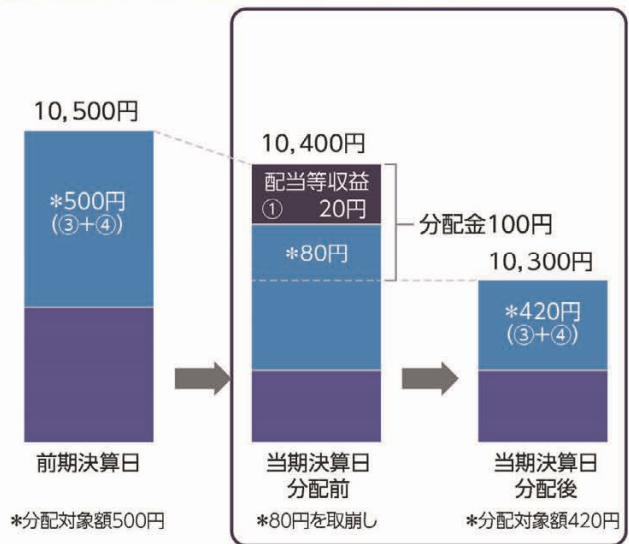 10,500円
*500円
(③+④)
前期決算日
*分配対象額500円
10,400円
配当等収益
① 20円
*80円
分配金100円
当期決算日
分配前
*80円を取崩し
10,300円
*420円
(③+④)
当期決算日
分配後
*分配対象額420円